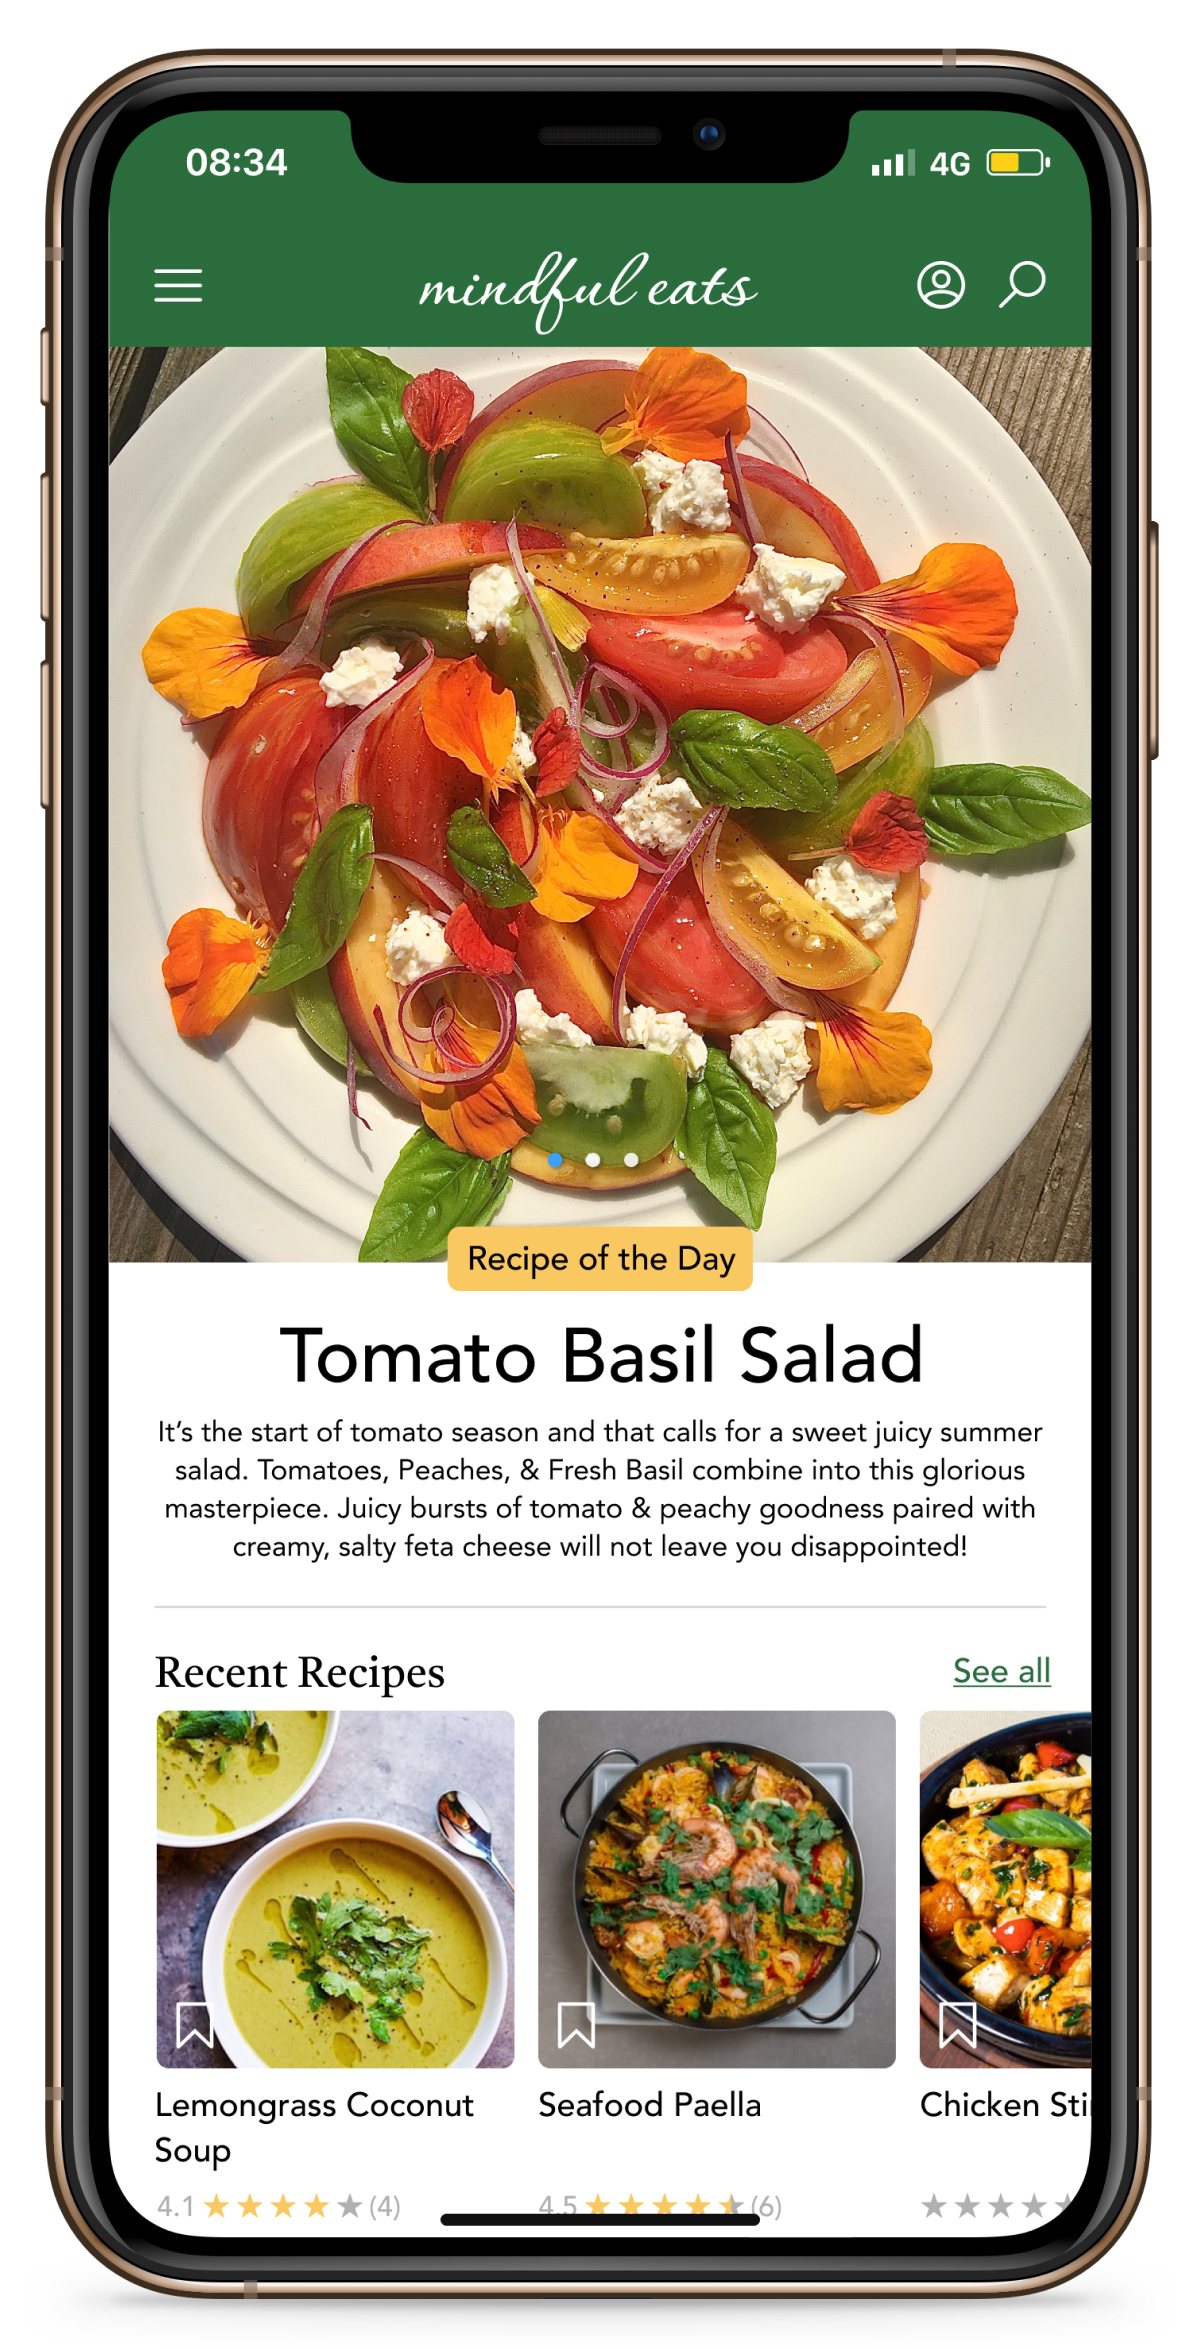 08:34
4G
mindful eats
Recipe of the Day
Tomato Basil Salad
It's the start of tomato season and that calls for a sweet juicy summer
salad. Tomatoes, Peaches, & Fresh Basil combine into this glorious
masterpiece. Juicy bursts of tomato & peachy goodness paired with
creamy, salty feta cheese will not leave you disappointed!
Recent Recipes
See all
Lemongrass Coconut
Soup
4.1 (4)
Seafood Paella
4.5 (6)
Chicken